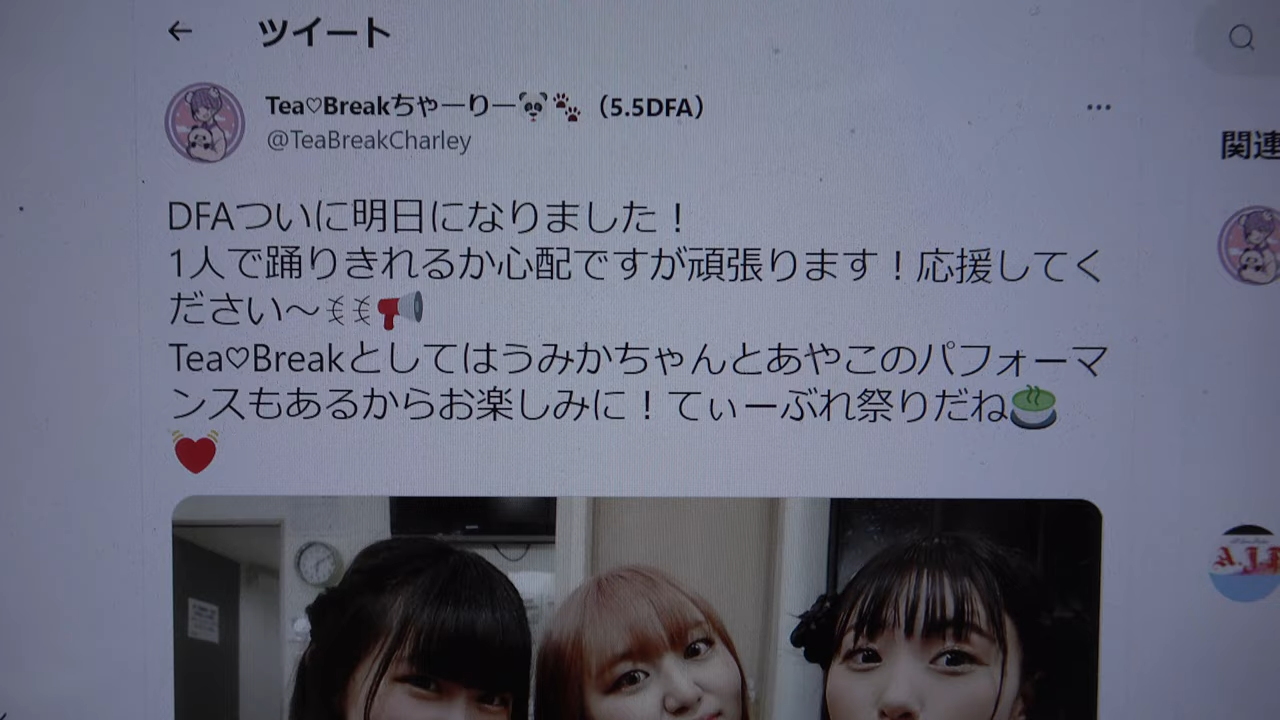 ツイート
Tea♡Breakちゃーりー🐼🐾（5.5DFA）
@TeaBreakCharley
DFAついに明日になりました！
1人で踊りきれるか心配ですが頑張ります！応援してく
ださい〜ﾐﾐ📢
Tea♡Breakとしてはうみかちゃんとあやこのパフォーマ
ンスもあるからお楽しみに！てぃーぶれ祭りだね🍵
💓
関連